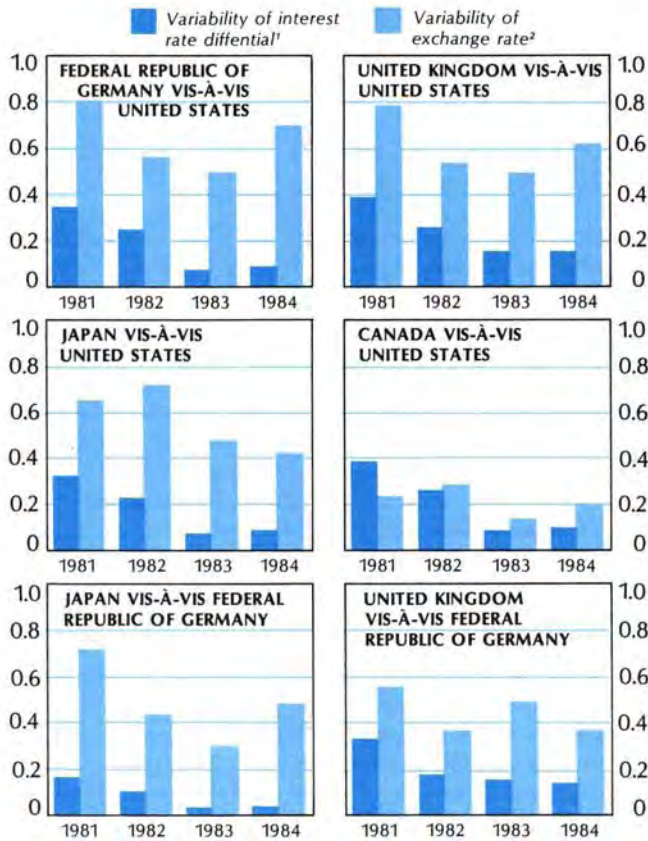 Variability of interest
rate diffential¹
Variability of
exchange rate²
FEDERAL REPUBLIC OF
GERMANY VIS-À-VIS
UNITED STATES
1.0
0.8
0.6
0.4
0.2
0
1981 1982 1983 1984
UNITED KINGDOM VIS-À-VIS
UNITED STATES
1.0
0.8
0.6
0.4
0.2
0
1981 1982 1983 1984
JAPAN VIS-À-VIS
UNITED STATES
1.0
0.8
0.6
0.4
0.2
0
1981 1982 1983 1984
CANADA VIS-À-VIS
UNITED STATES
1.0
0.8
0.6
0.4
0.2
0
1981 1982 1983 1984
JAPAN VIS-À-VIS FEDERAL
REPUBLIC OF GERMANY
1.0
0.8
0.6
0.4
0.2
0
1981 1982 1983 1984
UNITED KINGDOM
VIS-À-VIS FEDERAL
REPUBLIC OF GERMANY
1.0
0.8
0.6
0.4
0.2
0
1981 1982 1983 1984